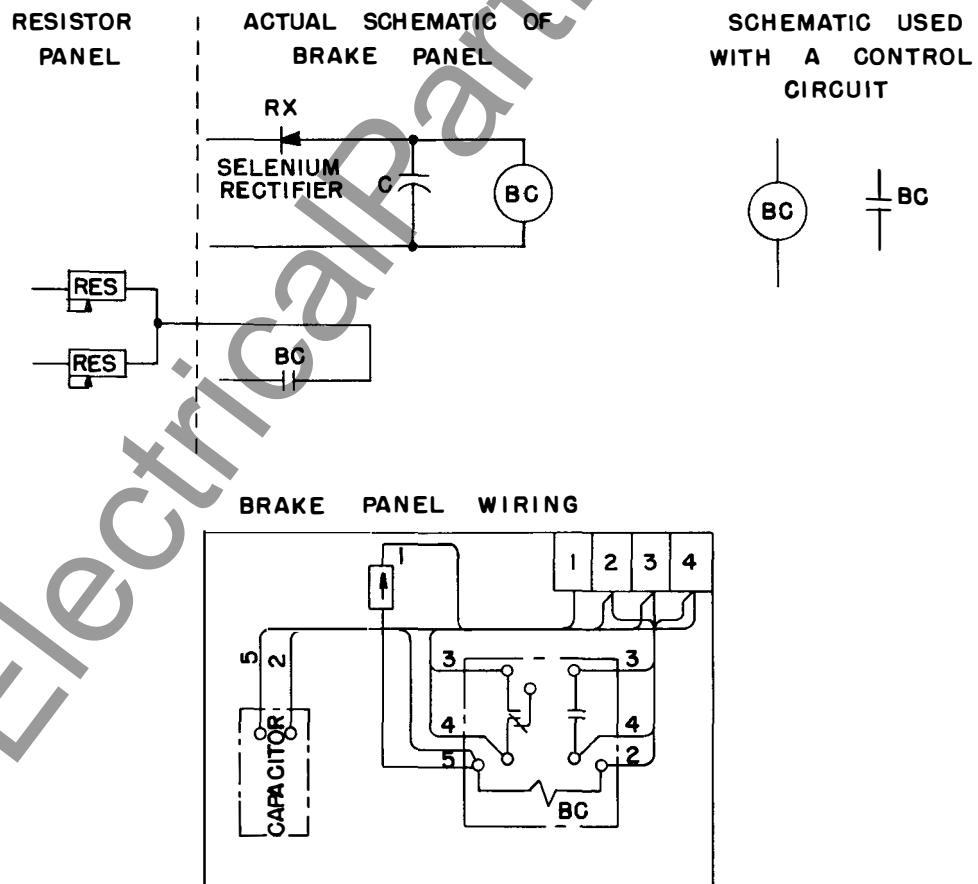 RESISTOR
PANEL
ACTUAL SCHEMATIC OF
BRAKE PANEL
SCHEMATIC USED
WITH A CONTROL
CIRCUIT
RX
SELENIUM
RECTIFIER
C
BC
BC
BC
RES
RES
BC
BRAKE PANEL WIRING
1
1
2
3
4
5
2
3
3
4
4
5
2
CAPACITOR
BC
ElectricalPart